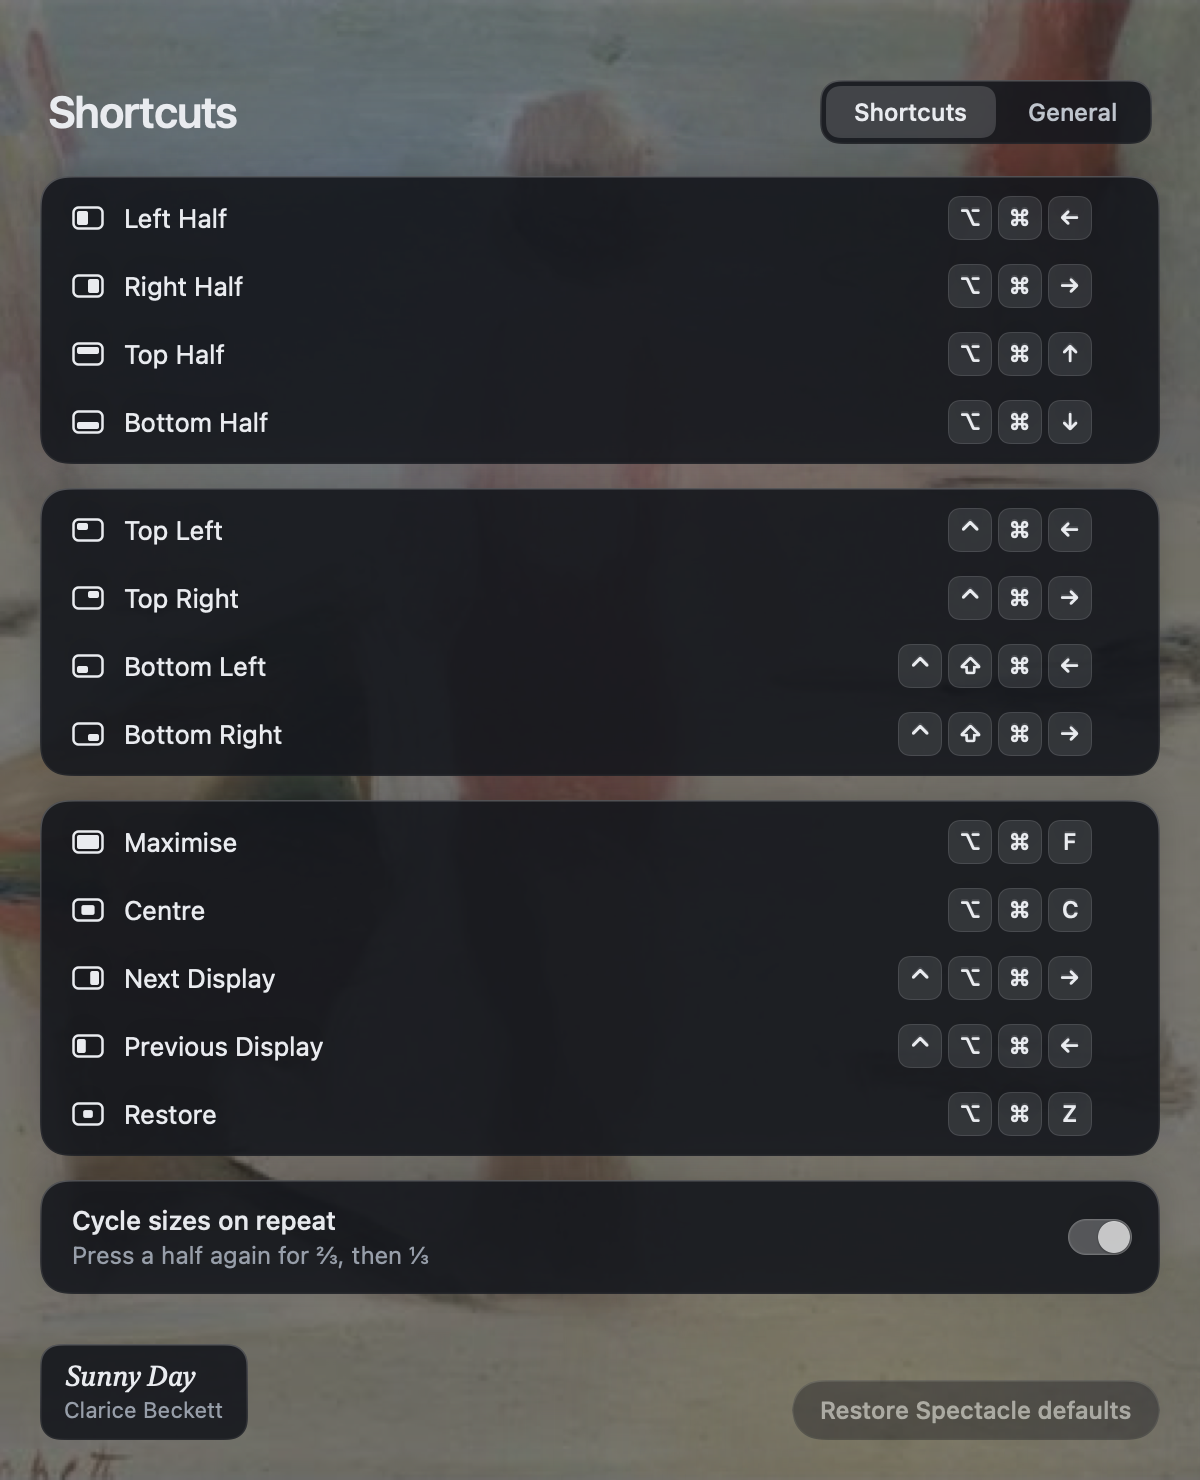 Shortcuts
Shortcuts General
Left Half ⌥ ⌘ ←
Right Half ⌥ ⌘ →
Top Half ⌥ ⌘ ↑
Bottom Half ⌥ ⌘ ↓
Top Left ^ ⌘ ←
Top Right ^ ⌘ →
Bottom Left ^ ⇧ ⌘ ←
Bottom Right ^ ⇧ ⌘ →
Maximise ⌥ ⌘ F
Centre ⌥ ⌘ C
Next Display ^ ⌥ ⌘ →
Previous Display ^ ⌥ ⌘ ←
Restore ⌥ ⌘ Z
Cycle sizes on repeat
Press a half again for ⅔, then ⅓
Sunny Day
Clarice Beckett
Restore Spectacle defaults